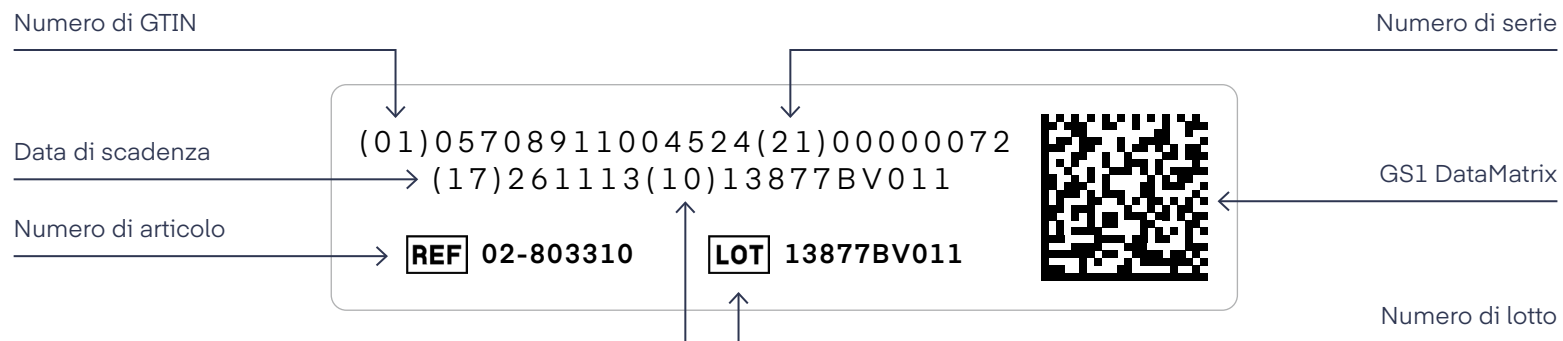 Numero di GTIN
Numero di serie
(01)05708911004524(21)00000072
Data di scadenza
(17)261113(10)13877BV011
GS1 DataMatrix
Numero di articolo
REF 02-803310 LOT 13877BV011
Numero di lotto